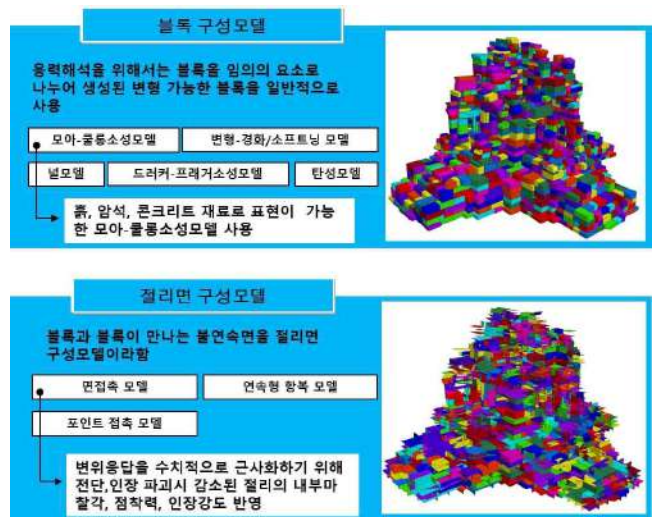 블록 구성모델
응력해석을 위해서는 블록을 임의의 요소로
나누어 생성된 변형 가능한 블록을 일반적으로
사용
모아-쿨롱소성모델
변형-경화/소프트닝 모델
널모델
드러커-프래거소성모델
탄성모델
흙, 암석, 콘크리트 재료로 표현이 가능
한 모아-쿨롱소성모델 사용
절리면 구성모델
블록과 블록이 만나는 불연속면을 절리면
구성모델이라함
면접촉 모델
연속형 항복 모델
포인트 접촉 모델
변위응답을 수치적으로 근사화하기 위해
전단,인장 파괴시 감소된 절리의 내부마
찰각, 점착력, 인장강도 반영